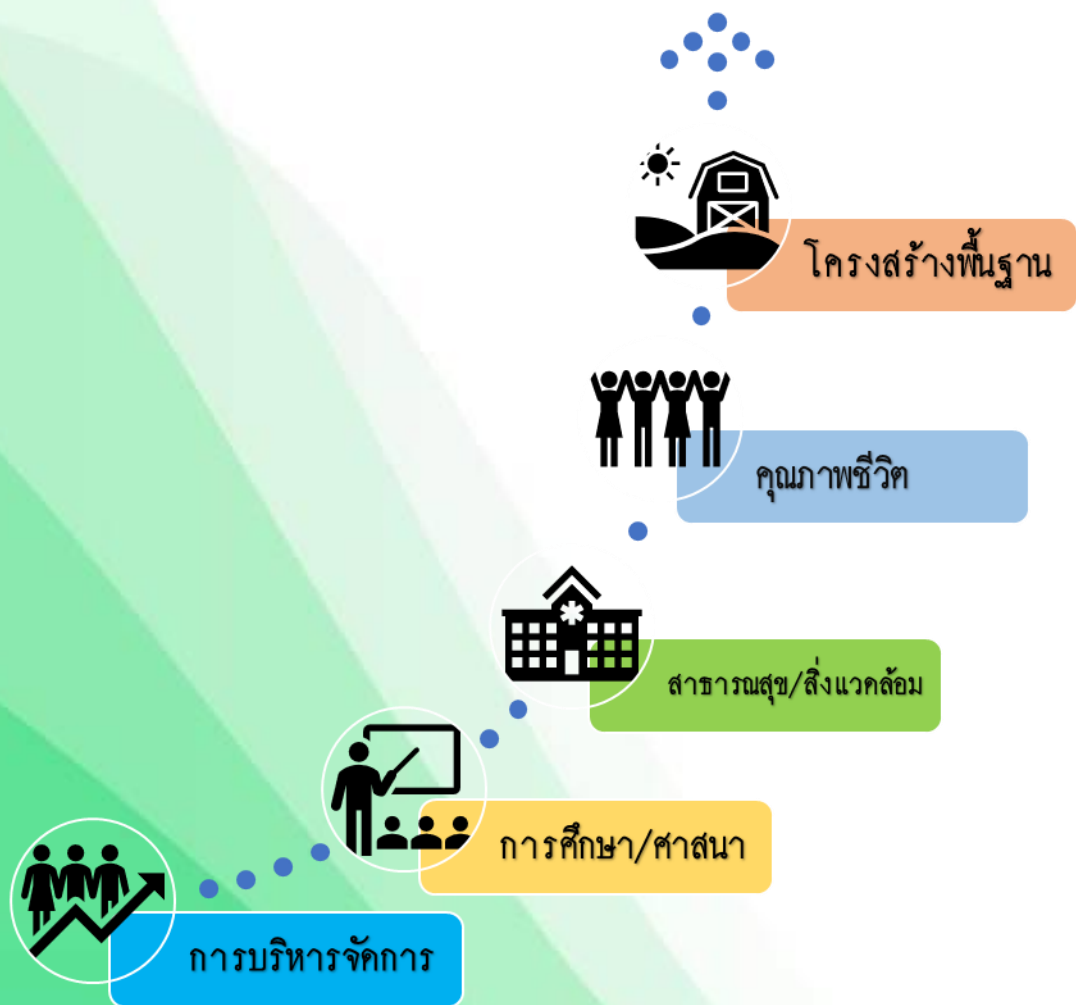 โครงสร้างพื้นฐาน
คุณภาพชีวิต
สาธารณสุข/สิ่งแวดล้อม
การศึกษา/ศาสนา
การบริหารจัดการ